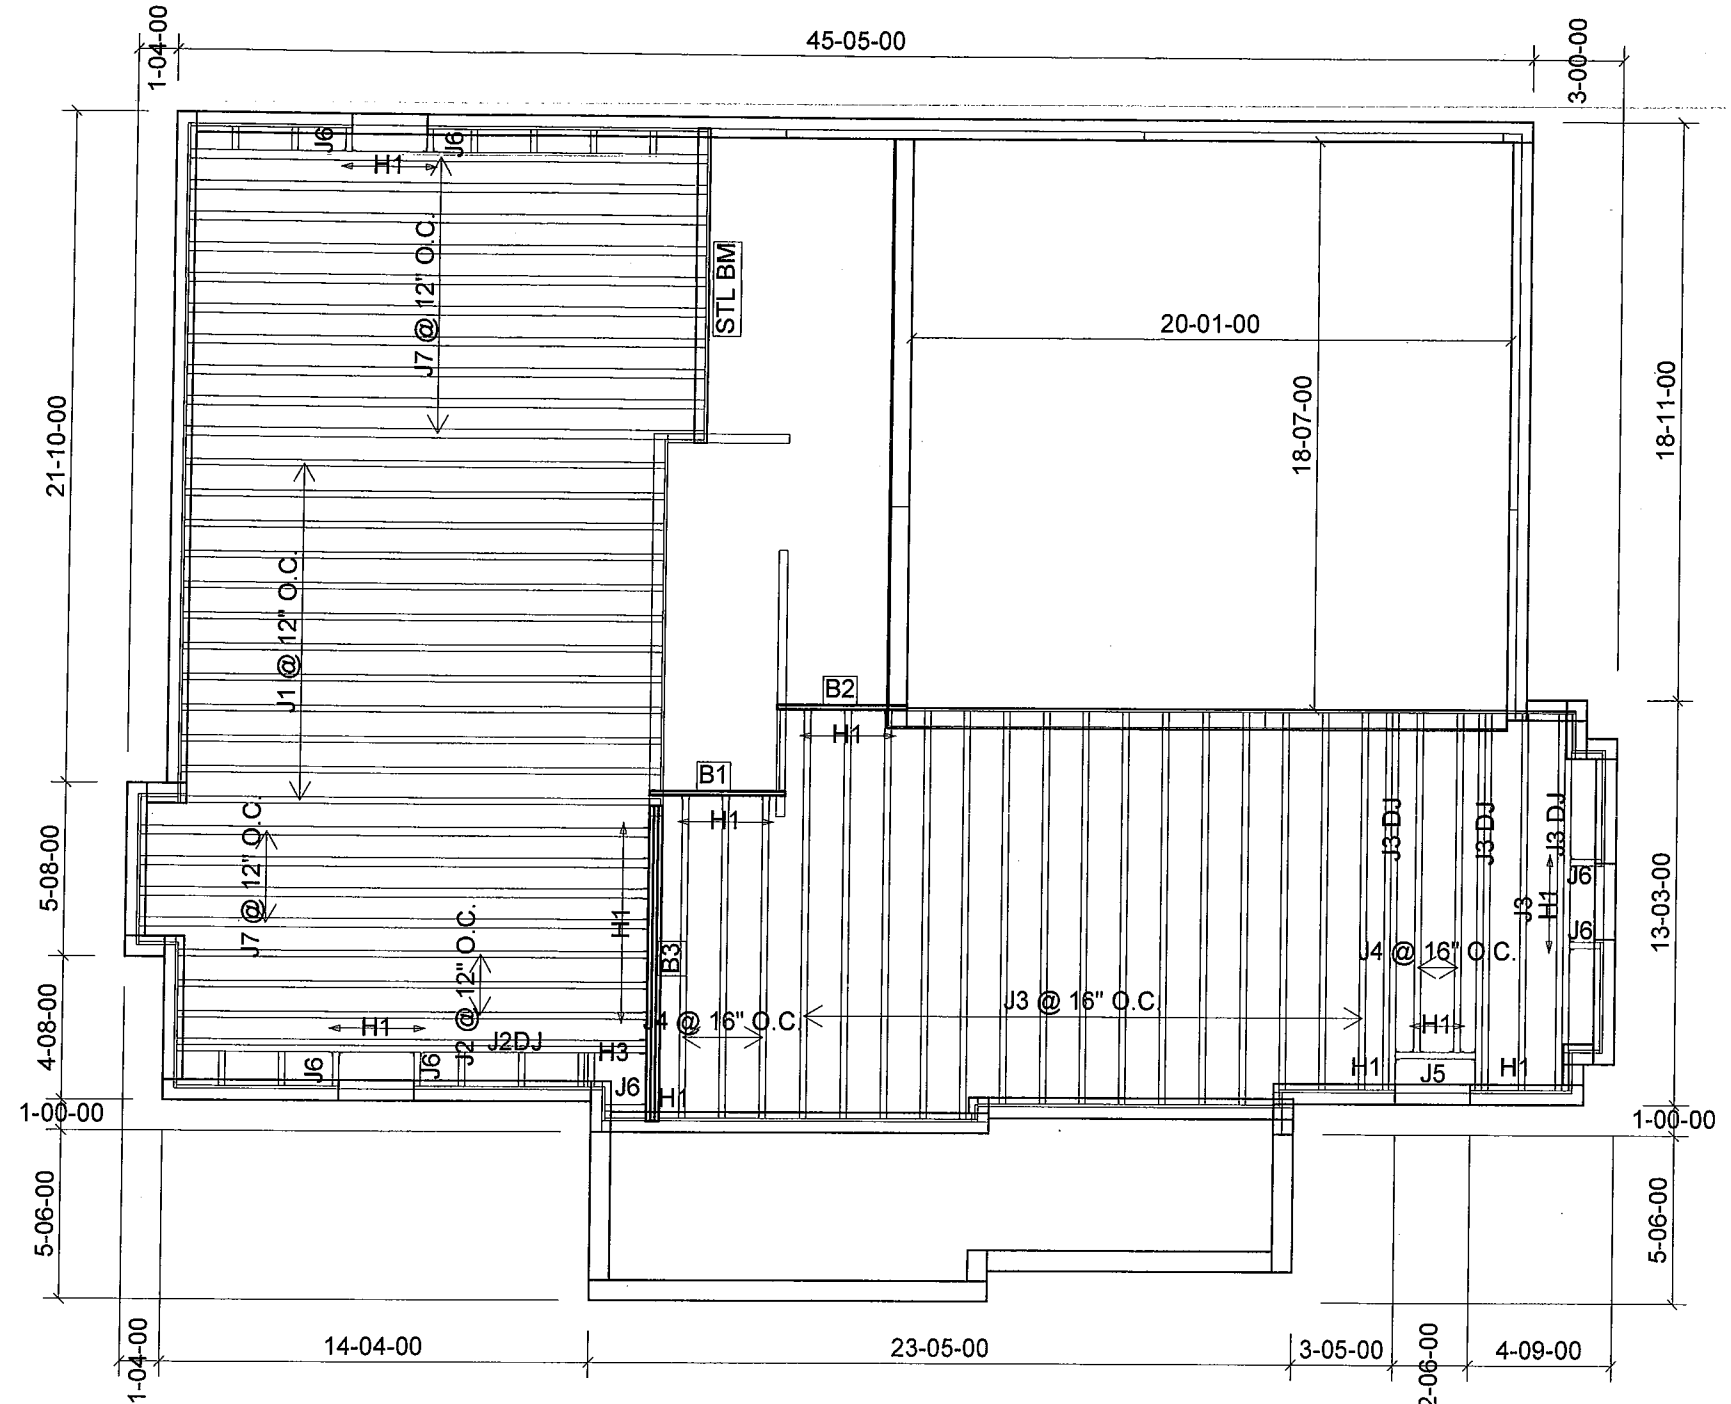 45-05-00
1-04-00
3-00-00
J6
J6
H1
J7 @ 12" O.C.
STL BM
20-01-00
18-07-00
18-11-00
21-10-00
J1 @ 12" O.C.
B2
H1
B1
H1
J3 DJ
J3 DJ
J3 DJ
J6
J3
H1
J6
13-03-00
5-08-00
J7 @ 12" O.C.
J2 @ 12" O.C.
H1
B3
J4 @ 16" O.C.
J3 @ 16" O.C.
J4 @ 16" O.C.
H1
H1
J2DJ
H3
J6
J6
J6
H1
H1
J5
H1
4-08-00
1-00-00
1-00-00
5-06-00
5-06-00
1-04-00
14-04-00
23-05-00
3-05-00
2-06-00
4-09-00